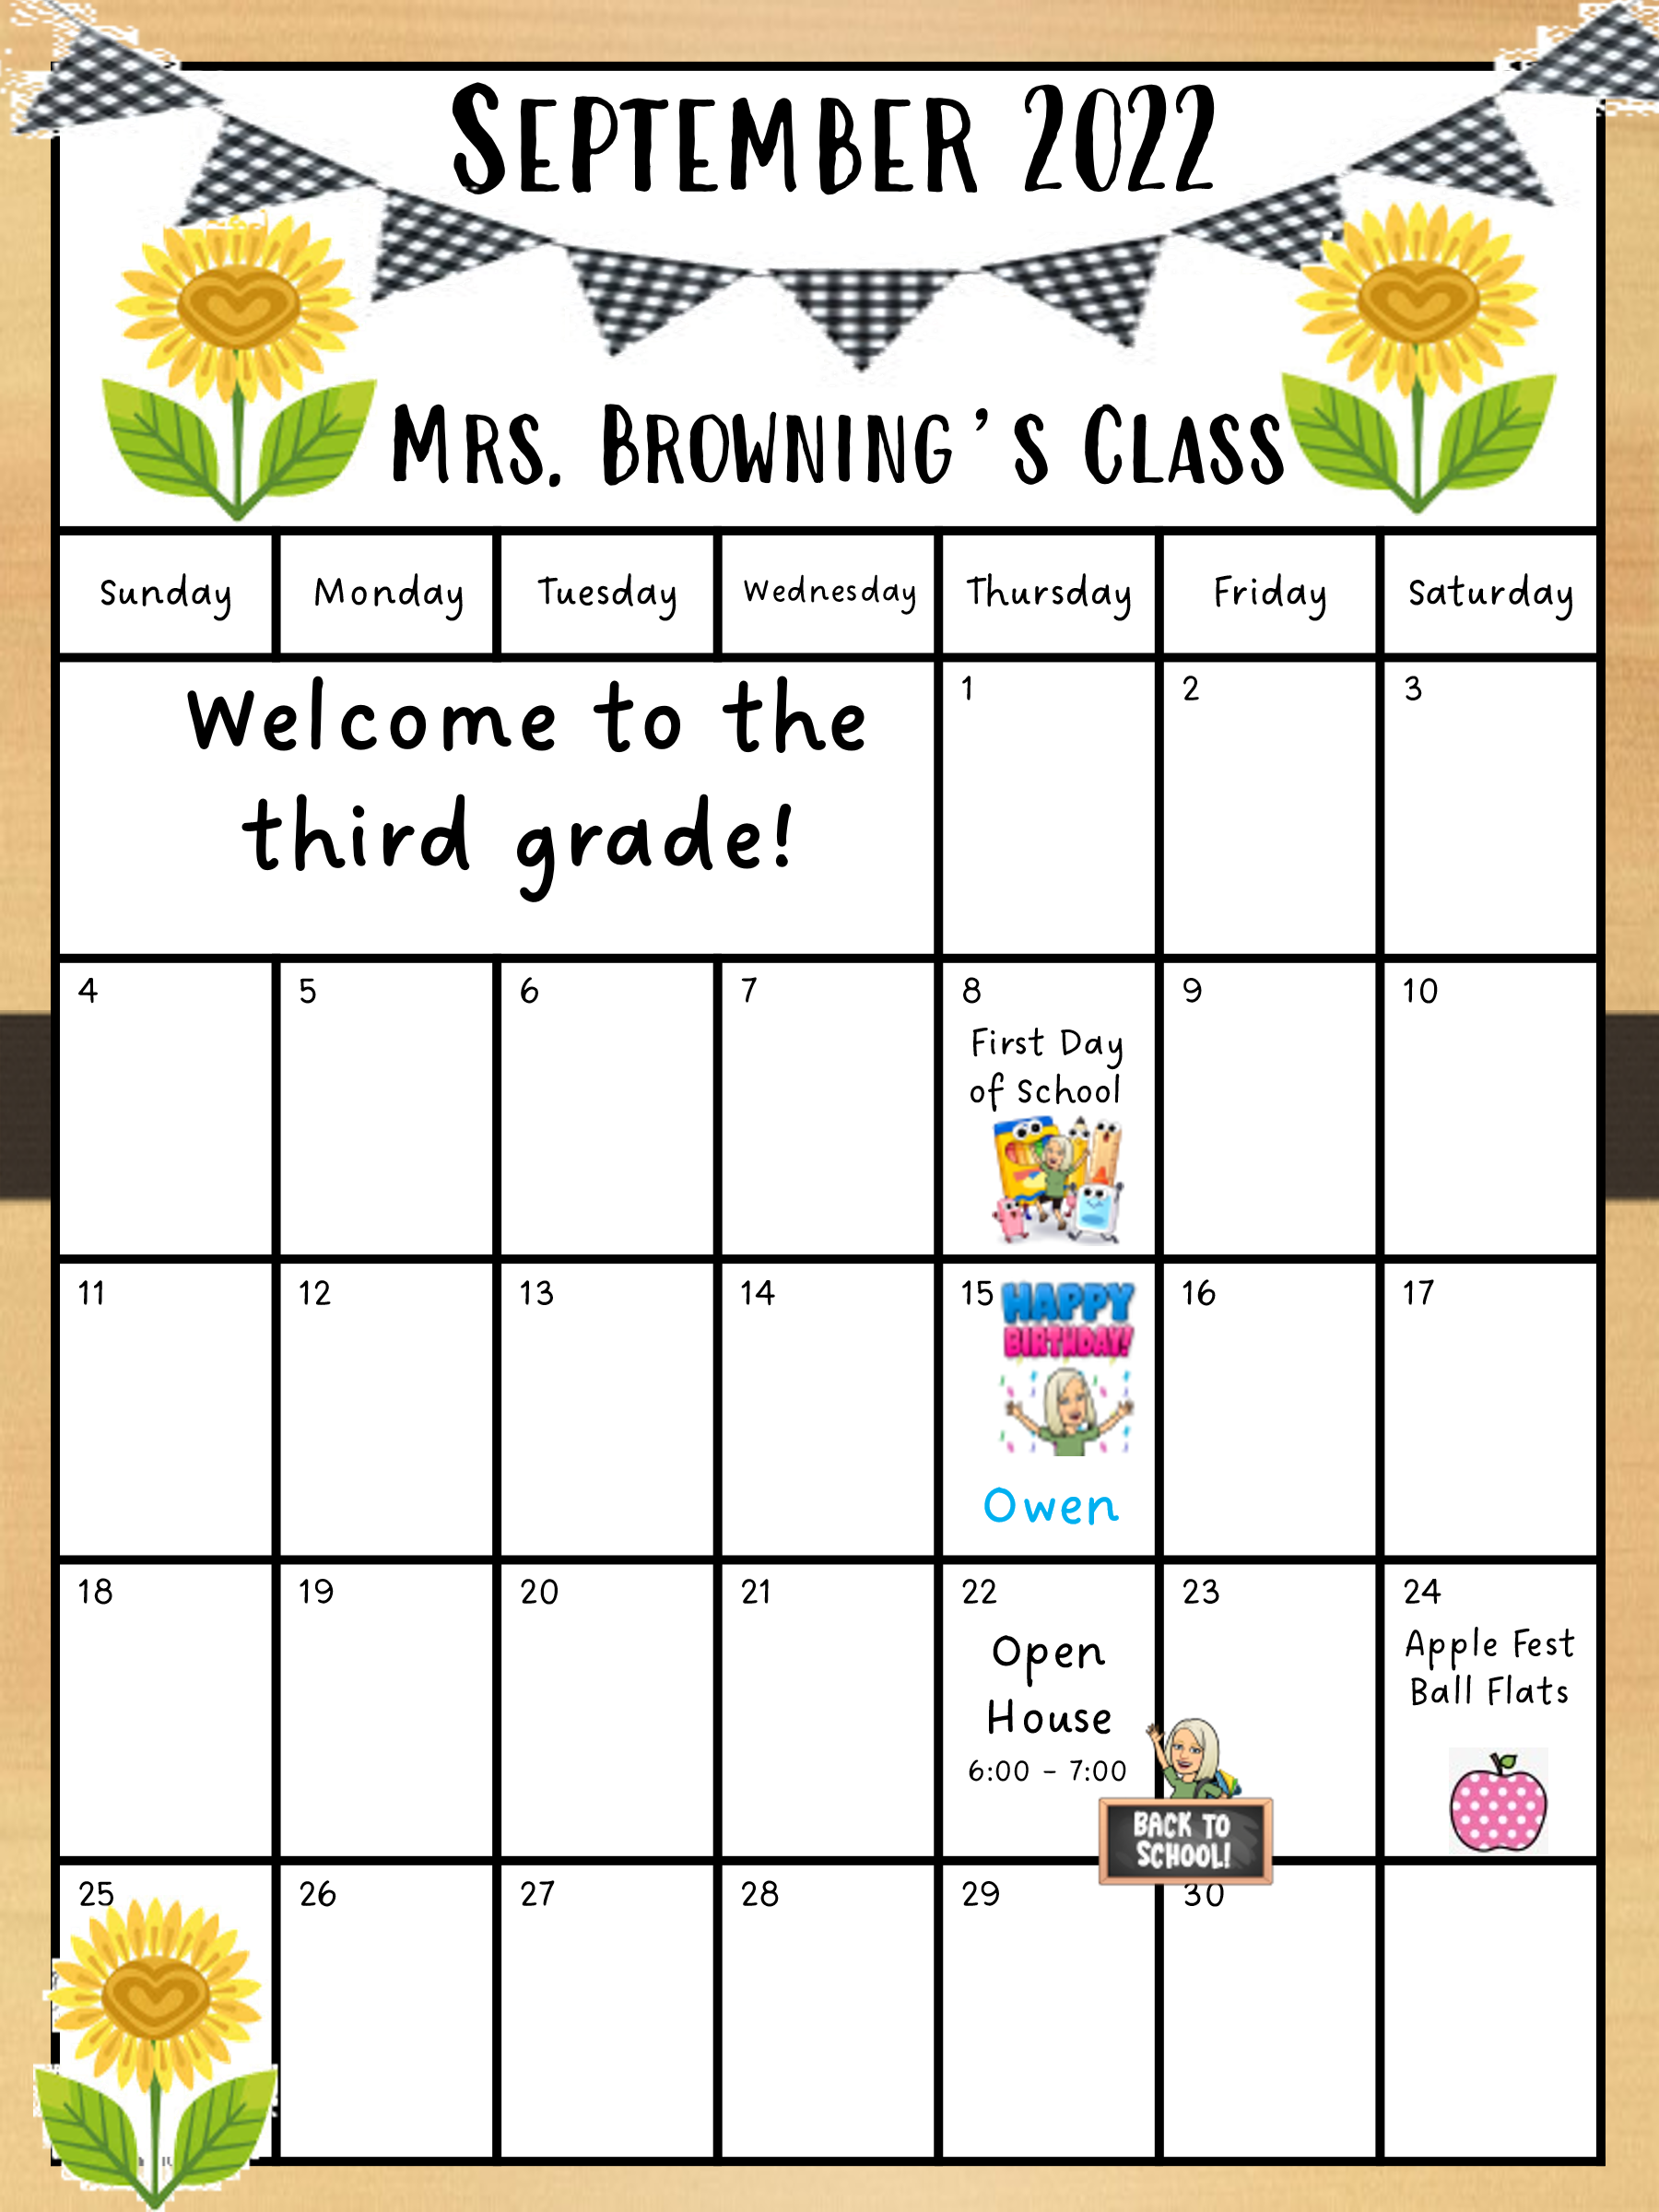 September 2022
Mrs. Browning's Class
Sunday Monday Tuesday Wednesday Thursday Friday Saturday
Welcome to the
third grade!
1 2 3
4 5 6 7 8 9 10
First Day
of School
11 12 13 14 15 16 17
HAPPY
BIRTHDAY!
Owen
18 19 20 21 22 23 24
Open
House
6:00 - 7:00
BACK TO
SCHOOL!
Apple Fest
Ball Flats
25 26 27 28 29 30